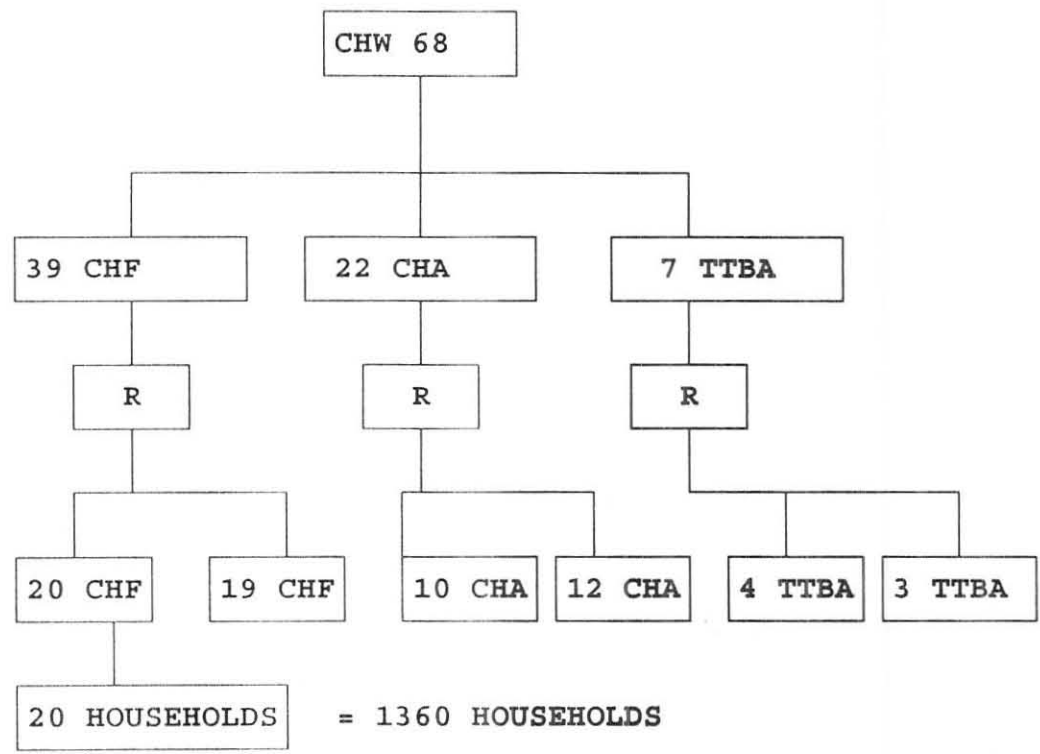 CHW 68
39 CHF
22 CHA
7 TTBA
R
R
R
20 CHF
19 CHF
10 CHA
12 CHA
4 TTBA
3 TTBA
20 HOUSEHOLDS
= 1360 HOUSEHOLDS